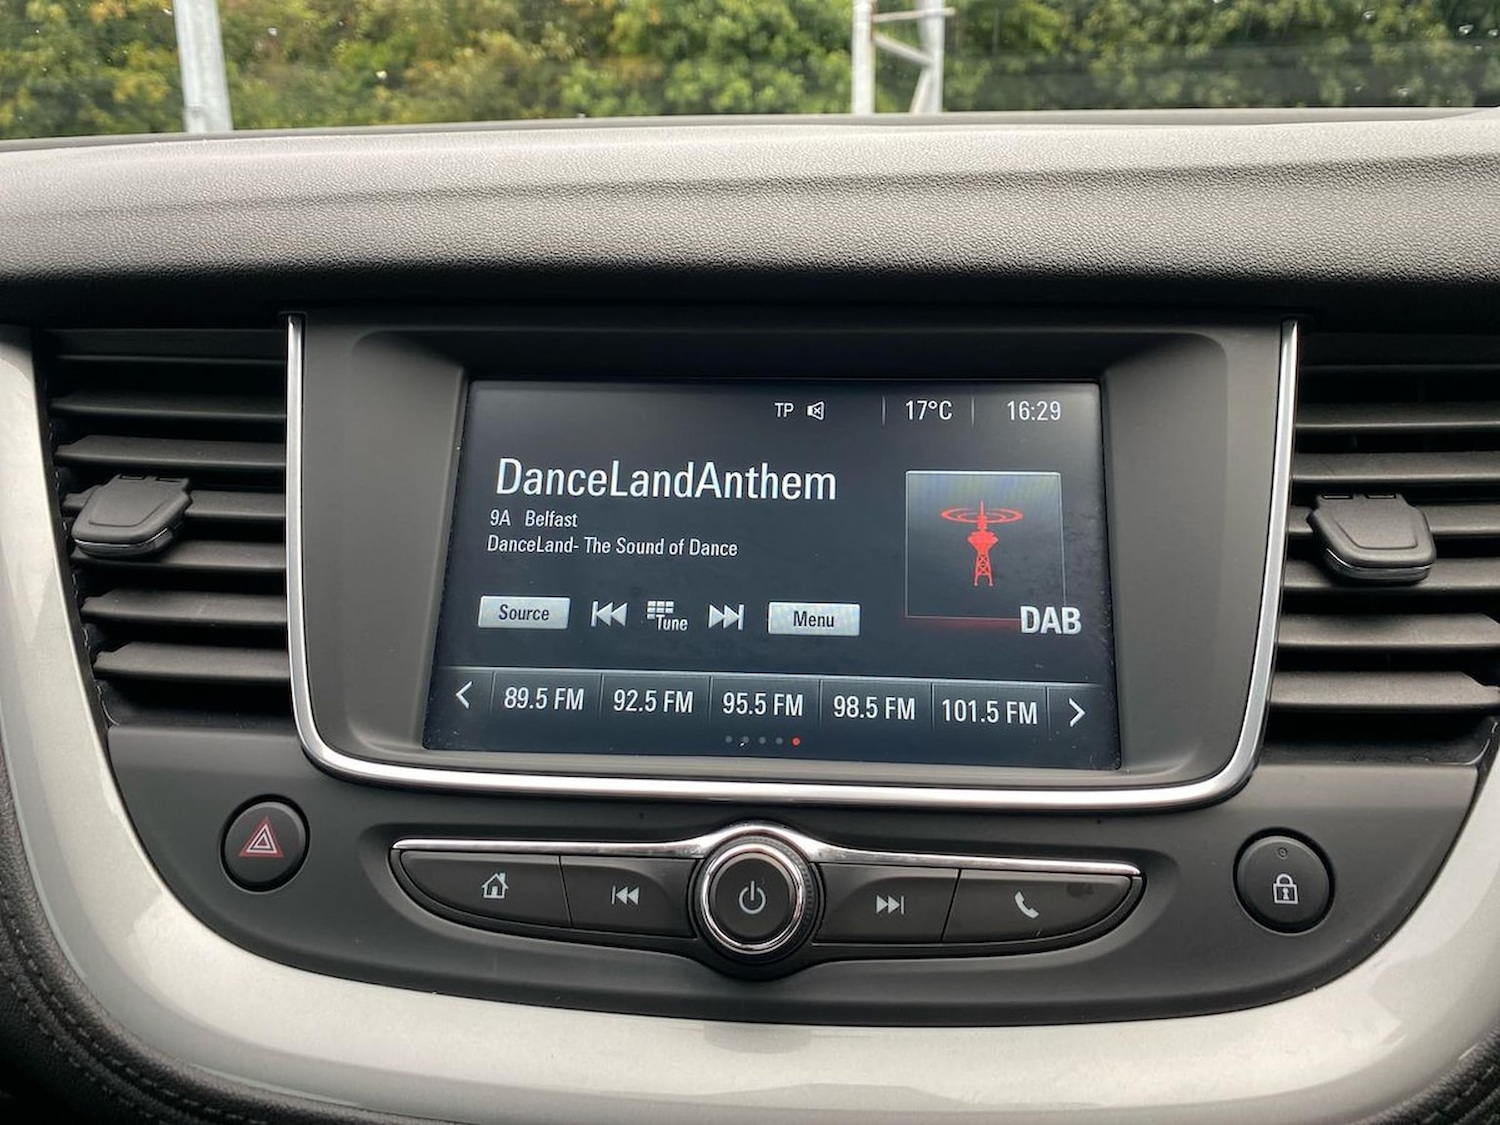 TP 17°C 16:29
DanceLandAnthem
9A Belfast
DanceLand- The Sound of Dance
DAB
Source Tune Menu
89.5 FM 92.5 FM 95.5 FM 98.5 FM 101.5 FM